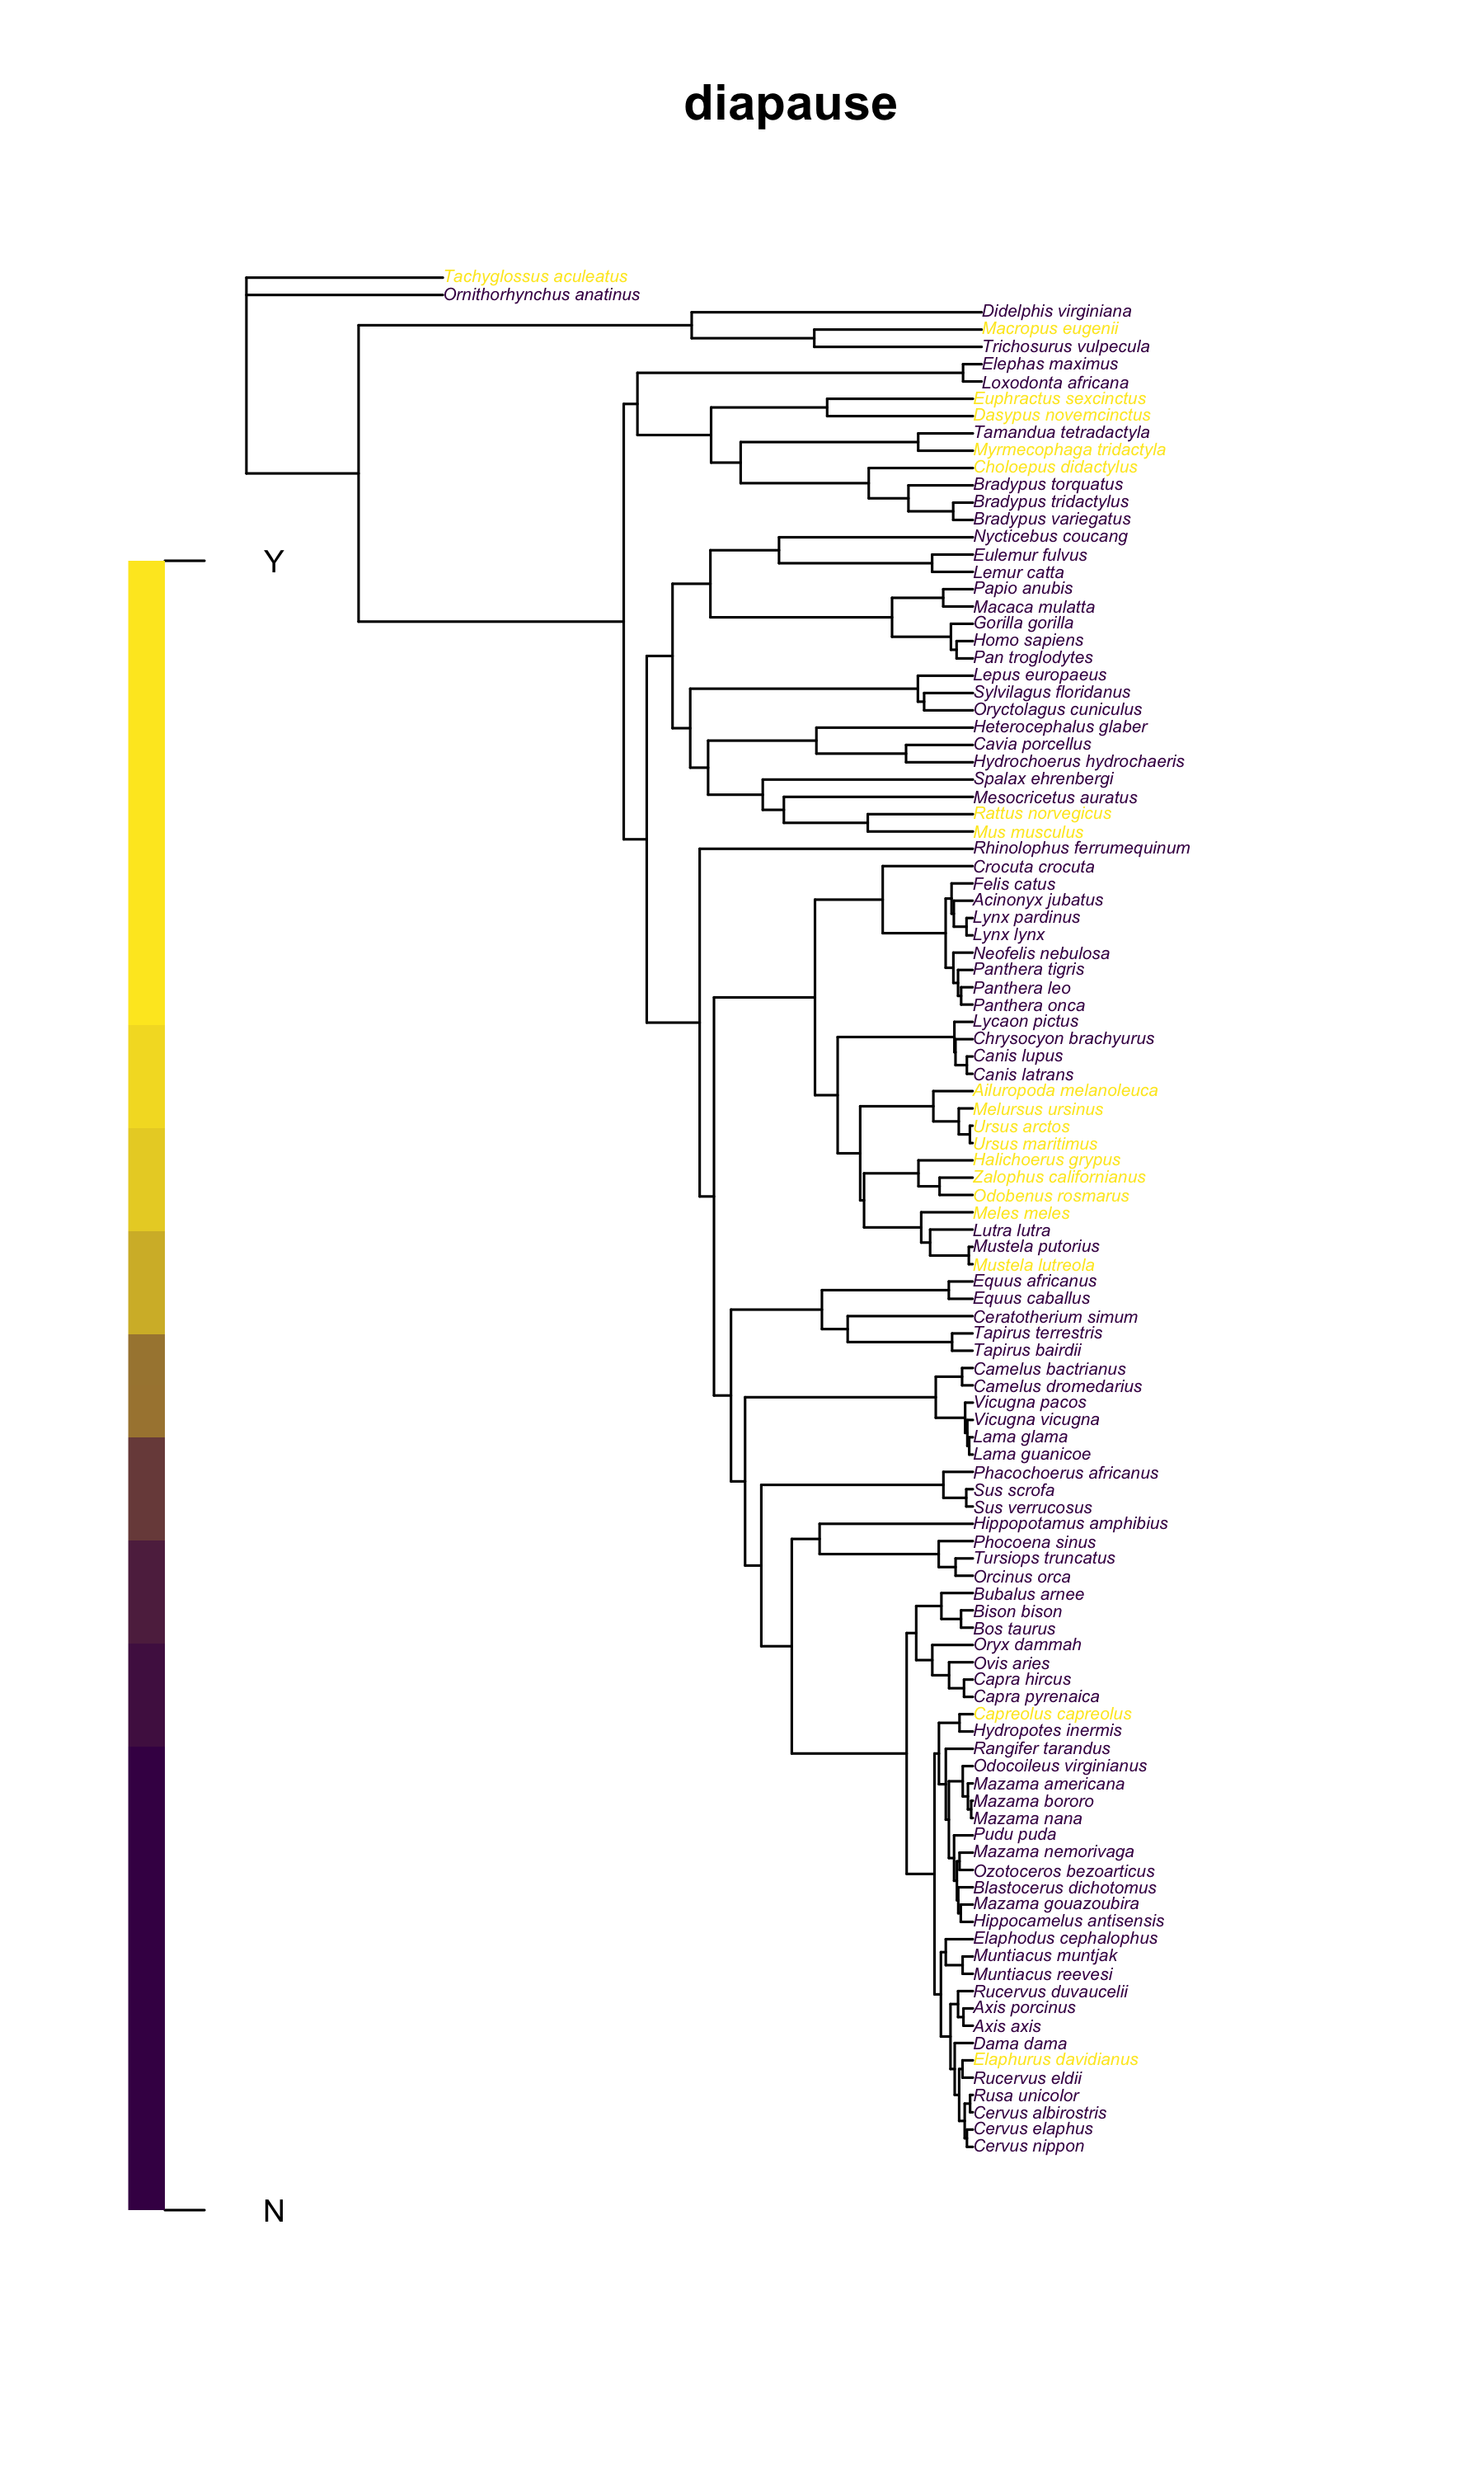 diapause
Tachyglossus aculeatus
Ornithorhynchus anatinus
Didelphis virginiana
Macropus eugenii
Trichosurus vulpecula
Elephas maximus
Loxodonta africana
Euphractus sexcinctus
Dasypus novemcinctus
Tamandua tetradactyla
Myrmecophaga tridactyla
Choloepus didactylus
Bradypus torquatus
Bradypus tridactylus
Bradypus variegatus
Nycticebus coucang
Y
Eulemur fulvus
Lemur catta
Papio anubis
Macaca mulatta
Gorilla gorilla
Homo sapiens
Pan troglodytes
Lepus europaeus
Sylvilagus floridanus
Oryctolagus cuniculus
Heterocephalus glaber
Cavia porcellus
Hydrochoerus hydrochaeris
Spalax ehrenbergi
Mesocricetus auratus
Rattus norvegicus
Mus musculus
Rhinolophus ferrumequinum
Crocuta crocuta
Felis catus
Acinonyx jubatus
Lynx pardinus
Lynx lynx
Neofelis nebulosa
Panthera tigris
Panthera leo
Panthera onca
Lycaon pictus
Chrysocyon brachyurus
Canis lupus
Canis latrans
Ailuropoda melanoleuca
Melursus ursinus
Ursus arctos
Ursus maritimus
Halichoerus grypus
Zalophus californianus
Odobenus rosmarus
Meles meles
Lutra lutra
Mustela putorius
Mustela lutreola
Equus africanus
Equus caballus
Ceratotherium simum
Tapirus terrestris
Tapirus bairdii
Camelus bactrianus
Camelus dromedarius
Vicugna pacos
Vicugna vicugna
Lama glama
Lama guanicoe
Phacochoerus africanus
Sus scrofa
Sus verrucosus
Hippopotamus amphibius
Phocoena sinus
Tursiops truncatus
Orcinus orca
Bubalus arnee
Bison bison
Bos taurus
Oryx dammah
Ovis aries
Capra hircus
Capra pyrenaica
Capreolus capreolus
Hydropotes inermis
Rangifer tarandus
Odocoileus virginianus
Mazama americana
Mazama bororo
Mazama nana
Pudu puda
Mazama nemorivaga
Ozotoceros bezoarticus
Blastocerus dichotomus
Mazama gouazoubira
Hippocamelus antisensis
Elaphodus cephalophus
Muntiacus muntjak
Muntiacus reevesi
Rucervus duvaucelii
Axis porcinus
Axis axis
Dama dama
Elaphurus davidianus
Rucervus eldii
Rusa unicolor
Cervus albirostris
Cervus elaphus
Cervus nippon
N